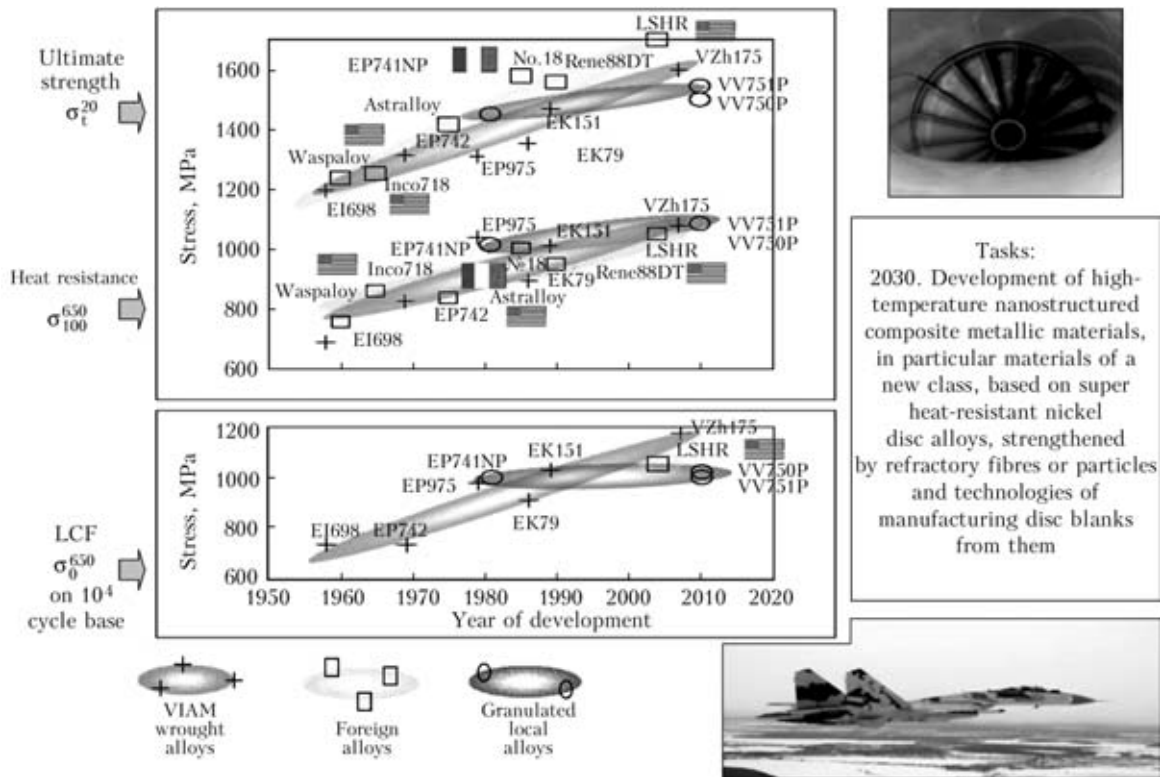 Ultimate
strength
σ_t^20
Stress, MPa
1600
1400
1200
1000
800
600
LSHR
No.18
Rene88DT
VZh175
EP741NP
VV751P
VV750P
Astralloy
EP742
EK151
Waspaloy
EP975
EK79
Inco718
EI698
Heat resistance
σ_100^650
VZh175
EP975
EK151
VV751P
EP741NP
VV750P
Inco718
№18
LSHR
EK79
Rene88DT
Waspaloy
Astralloy
EP742
EI698
LCF
σ_0^650
on 10^4
cycle base
Stress, MPa
1200
1000
800
600
VZh175
EK151
LSHR
EP741NP
VV750P
EP975
VV751P
EK79
EI698
EP742
1950 1960 1970 1980 1990 2000 2010 2020
Year of development
VIAM
wrought
alloys
Foreign
alloys
Granulated
local
alloys
Tasks:
2030. Development of high-
temperature nanostructured
composite metallic materials,
in particular materials of a
new class, based on super
heat-resistant nickel
disc alloys, strengthened
by refractory fibres or particles
and technologies of
manufacturing disc blanks
from them